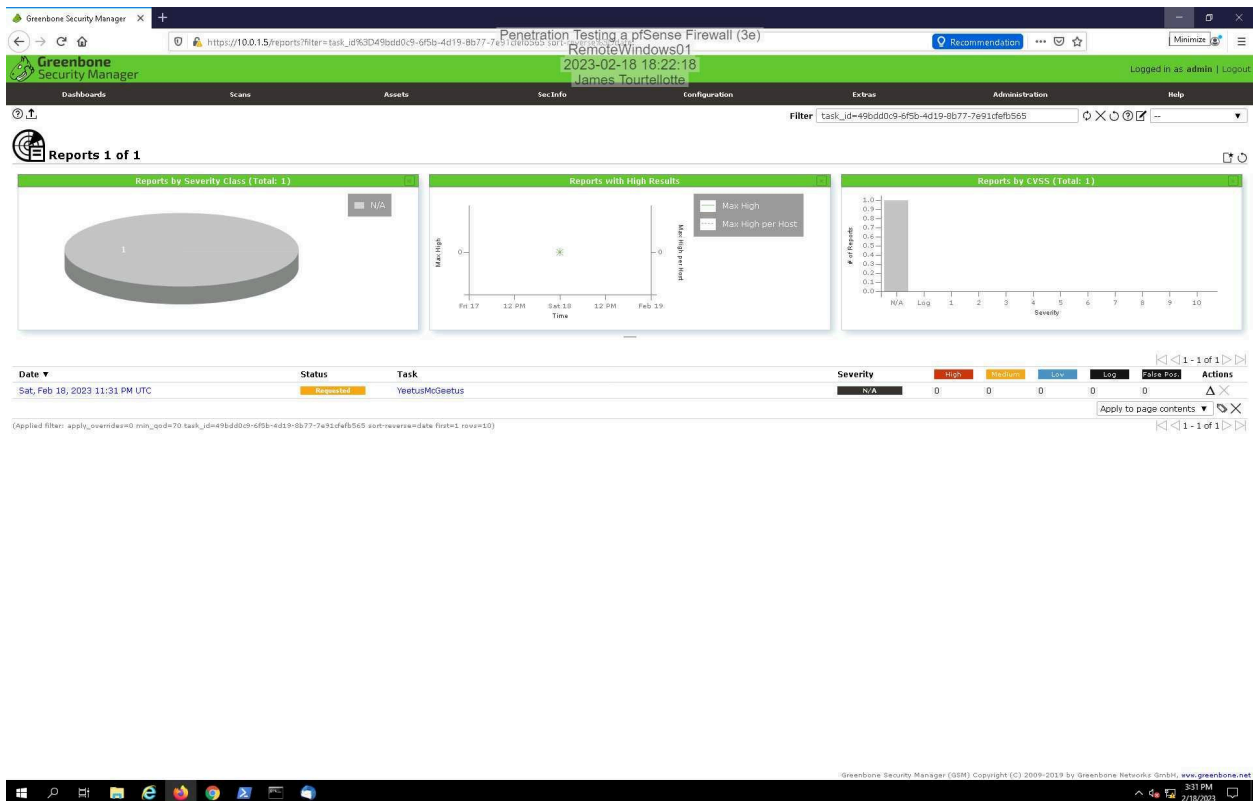 Greenbone Security Manager
https://10.0.1.5/reports?filter=task_id%3D49bdd0c9-6f5b-4d19-8b77-7e91cfefb565 sort-reverse%3Ddate
Recommendation
Minimize
Penetration Testing a pfSense Firewall (3e)
RemoteWindows01
2023-02-18 18:22:18
James Tourtellotte
Greenbone
Security Manager
Logged in as admin | Logout
Dashboards Scans Assets SecInfo Configuration Extras Administration Help
Filter task_id=49bdd0c9-6f5b-4d19-8b77-7e91cfefb565 --
Reports 1 of 1
Reports by Severity Class (Total: 1)
N/A
1
Reports with High Results
Max High
Max High per Host
Max High
0
0
Max High per Host
Fri 17 12 PM Sat 18 12 PM Feb 19
Time
Reports by CVSS (Total: 1)
# of Reports
1.0
0.9
0.8
0.7
0.6
0.5
0.4
0.3
0.2
0.1
0.0
N/A Log 1 2 3 4 5 6 7 8 9 10
Severity
1 - 1 of 1
Date ▼ Status Task Severity High Medium Low Log False Pos. Actions
Sat, Feb 18, 2023 11:31 PM UTC Requested YeetusMcGeetus N/A 0 0 0 0 0
Apply to page contents ▼
(Applied filter: apply_overrides=0 min_qod=70 task_id=49bdd0c9-6f5b-4d19-8b77-7e91cfefb565 sort-reverse=date first=1 rows=10)
1 - 1 of 1
Greenbone Security Manager (GSM) Copyright (C) 2009-2019 by Greenbone Networks GmbH, www.greenbone.net
3:31 PM
2/18/2023